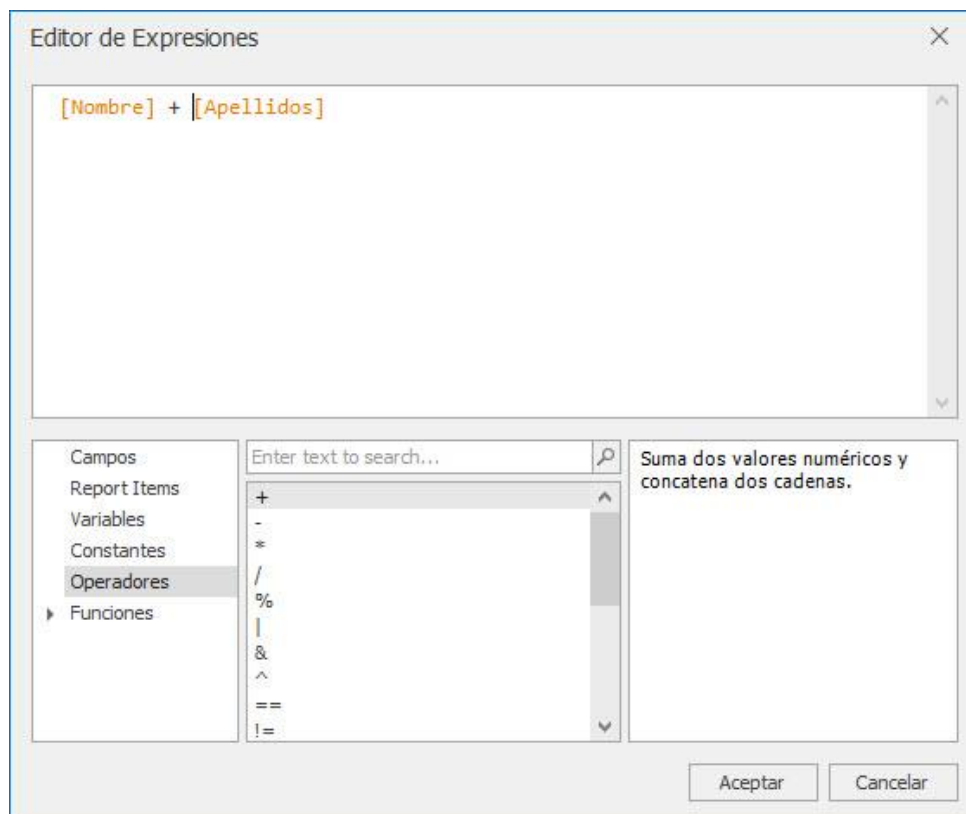 Editor de Expresiones
[Nombre] + [Apellidos]
Campos
Report Items
Variables
Constantes
Operadores
Funciones
Enter text to search...
+
-
*
/
%
|
&
^
==
!=
Suma dos valores numéricos y
concatena dos cadenas.
Aceptar
Cancelar